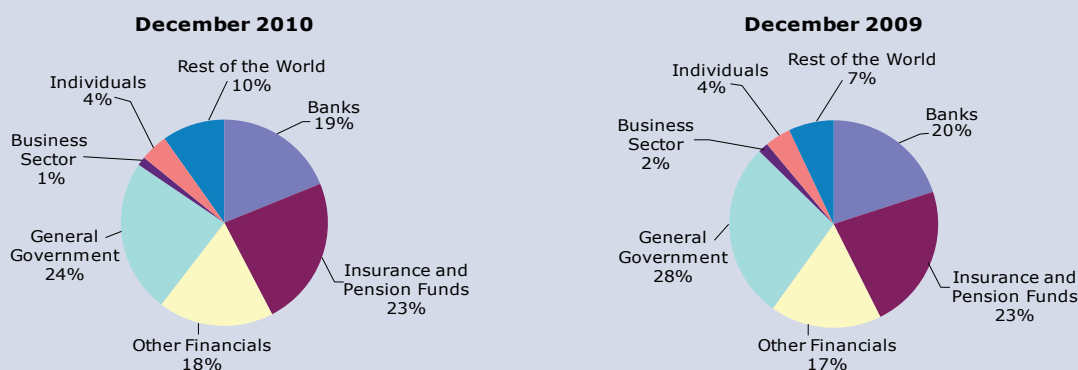 December 2010
Rest of the World
10%
Individuals
4%
Banks
19%
Business
Sector
1%
General
Government
24%
Insurance and
Pension Funds
23%
Other Financials
18%
December 2009
Rest of the World
7%
Individuals
4%
Banks
20%
Business
Sector
2%
General
Government
28%
Insurance and
Pension Funds
23%
Other Financials
17%